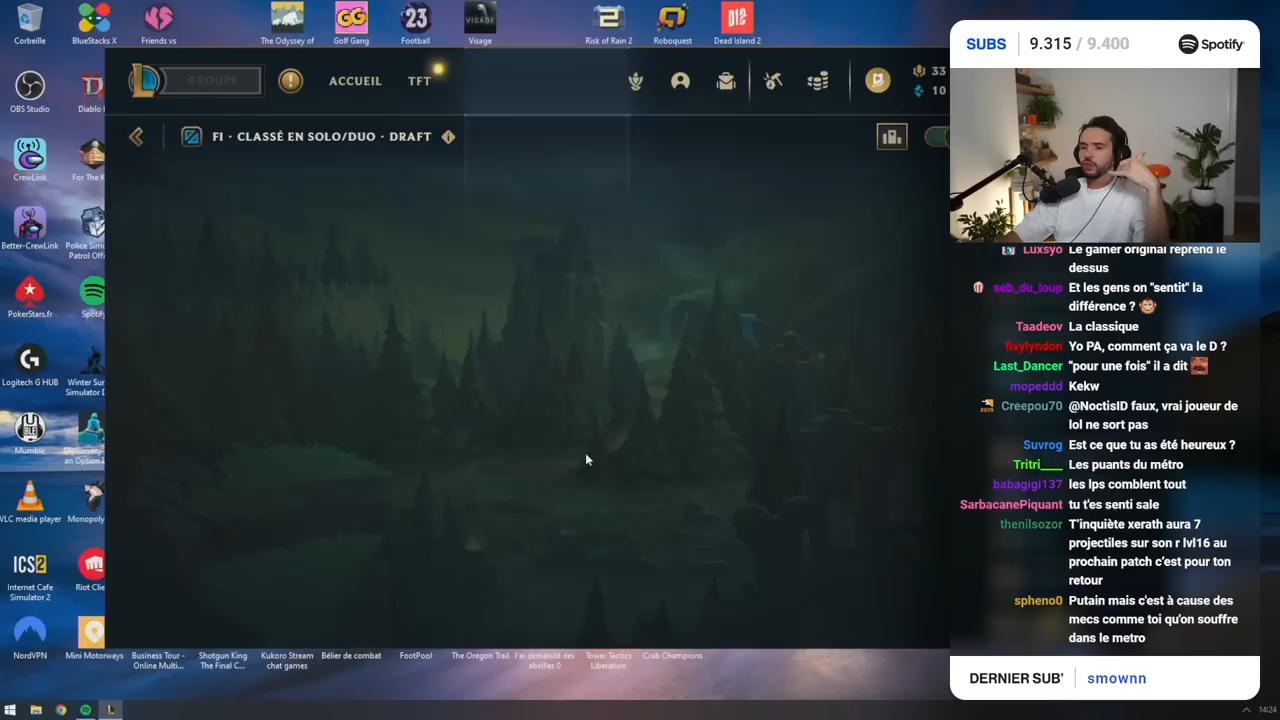 Corbeille
BlueStacks X
Friends vs
The Odyssey of
Golf Gang
Football
Visage
Risk of Rain 2
Roboquest
Dead Island 2
SUBS
9.315 / 9.400
Spotify
GROUPE
ACCUEIL
TFT
33
10
FI • CLASSÉ EN SOLO/DUO • DRAFT
OBS Studio
Diablo
CrewLink
For The K
Better-CrewLink
Police Simu
Patrol Offi
PokerStars.fr
Spotify
Logitech G HUB
Winter Sur
Simulator D
Mumble
an Option
VLC media player
Monopoly
Internet Cafe
Simulator 2
Riot Clie
NordVPN
Mini Motorways
Business Tour -
Online Multi...
Shotgun King
The Final C...
Kukoro Stream
chat games
Bélier de combat
FootPool
The Oregon Trail
J'ai demandé des
abeilles 0
Tower Tactics
Liberation
Crab Champions
Luxsyo Le gamer original reprend le
dessus
seb_du_loup Et les gens on "sentit" la
différence ?
Taadeov La classique
fixylyndon Yo PA, comment ça va le D ?
Last_Dancer "pour une fois" il a dit
mopeddd Kekw
Creepou70 @NoctisID faux, vrai joueur de
lol ne sort pas
Suvrog Est ce que tu as été heureux ?
Tritri____ Les puants du métro
babagigi137 les lps comblent tout
SarbacanePiquant tu t'es senti sale
thenilsozor T'inquiète xerath aura 7
projectiles sur son r lvl16 au
prochain patch c'est pour ton
retour
spheno0 Putain mais c'est à cause des
mecs comme toi qu'on souffre
dans le metro
DERNIER SUB' smownn
14:24